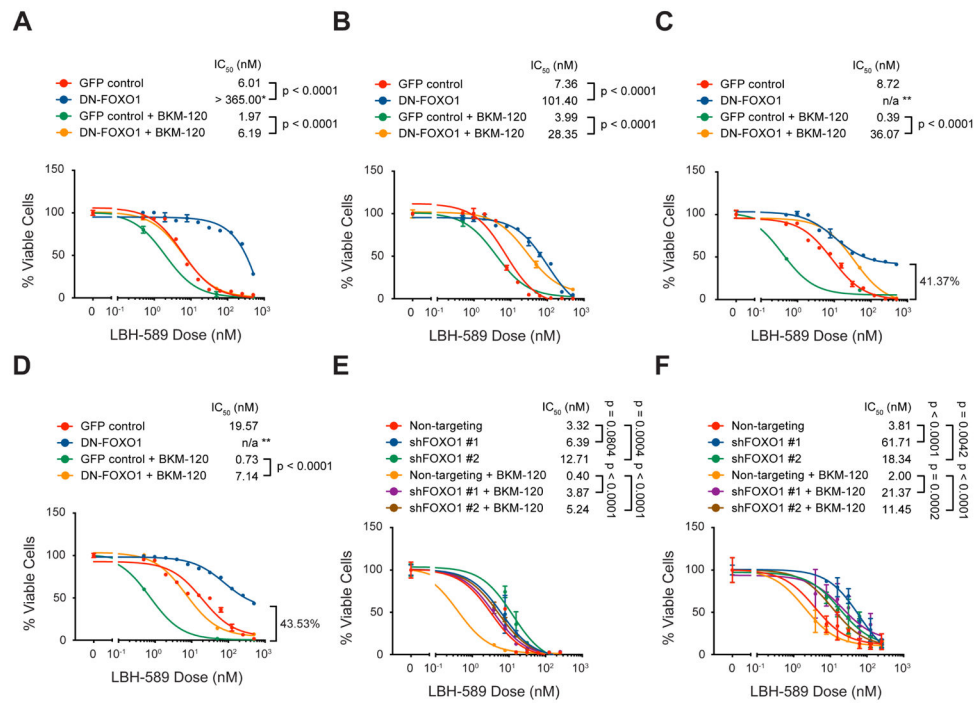 A
IC50 (nM)
GFP control 6.01
DN-FOXO1 > 365.00*
GFP control + BKM-120 1.97
DN-FOXO1 + BKM-120 6.19
p < 0.0001
p < 0.0001
% Viable Cells
150
100
50
0
0 10-1 100 101 102 103
LBH-589 Dose (nM)
B
IC50 (nM)
GFP control 7.36
DN-FOXO1 101.40
GFP control + BKM-120 3.99
DN-FOXO1 + BKM-120 28.35
p < 0.0001
p < 0.0001
% Viable Cells
150
100
50
0
0 10-1 100 101 102 103
LBH-589 Dose (nM)
C
IC50 (nM)
GFP control 8.72
DN-FOXO1 n/a **
GFP control + BKM-120 0.39
DN-FOXO1 + BKM-120 36.07
p < 0.0001
% Viable Cells
150
100
50
0
41.37%
0 10-1 100 101 102 103
LBH-589 Dose (nM)
D
IC50 (nM)
GFP control 19.57
DN-FOXO1 n/a **
GFP control + BKM-120 0.73
DN-FOXO1 + BKM-120 7.14
p < 0.0001
% Viable Cells
150
100
50
0
43.53%
0 10-1 100 101 102 103
LBH-589 Dose (nM)
E
IC50 (nM)
Non-targeting 3.32
shFOXO1 #1 6.39
shFOXO1 #2 12.71
Non-targeting + BKM-120 0.40
shFOXO1 #1 + BKM-120 3.87
shFOXO1 #2 + BKM-120 5.24
p = 0.0804
p = 0.0004
p < 0.0001
p < 0.0001
% Viable Cells
150
100
50
0
0 10-1 100 101 102 103
LBH-589 Dose (nM)
F
IC50 (nM)
Non-targeting 3.81
shFOXO1 #1 61.71
shFOXO1 #2 18.34
Non-targeting + BKM-120 2.00
shFOXO1 #1 + BKM-120 21.37
shFOXO1 #2 + BKM-120 11.45
p < 0.0001
p = 0.0042
p = 0.0002
p < 0.0001
% Viable Cells
150
100
50
0
0 10-1 100 101 102 103
LBH-589 Dose (nM)